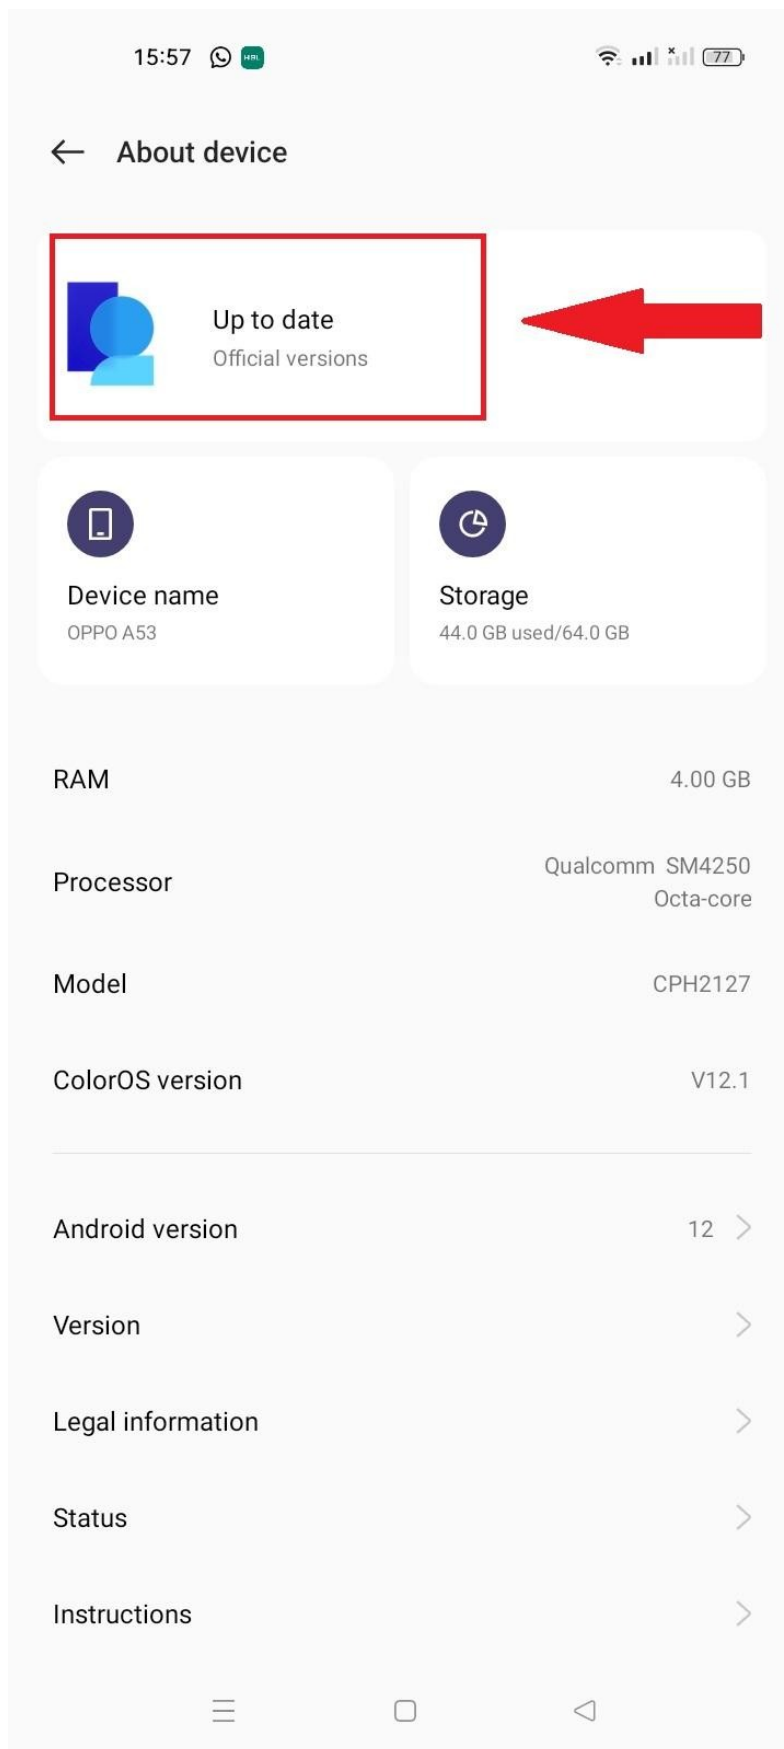 15:57 HBL 77
About device
Up to date
Official versions
Device name
OPPO A53
Storage
44.0 GB used/64.0 GB
RAM 4.00 GB
Processor Qualcomm SM4250
Octa-core
Model CPH2127
ColorOS version V12.1
Android version 12
Version
Legal information
Status
Instructions